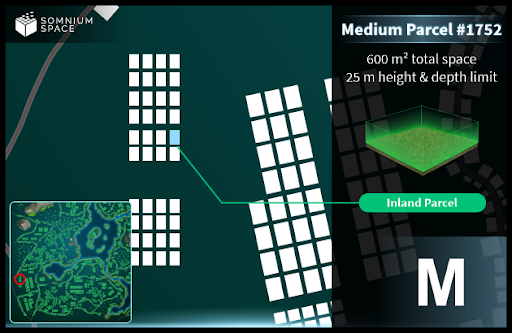 SOMNIUM
SPACE
Medium Parcel #1752
600 m² total space
25 m height & depth limit
Inland Parcel
M